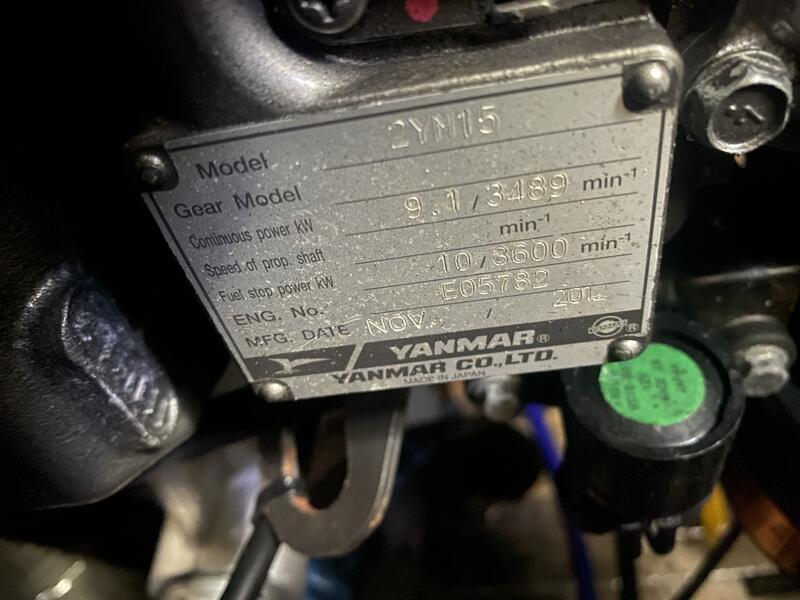 Model 2YM15
Gear Model
Continuous power kW 9.1 / 3489 min-1
Speed of prop. shaft min-1
Fuel stop power kW 10 / 3600 min-1
ENG. No. E05782
MFG. DATE NOV. /
YANMAR®
YANMAR CO.,LTD.
MADE IN JAPAN